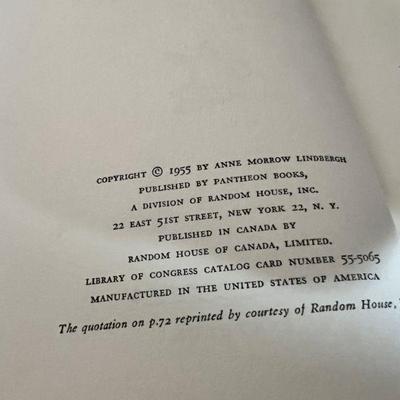 COPYRIGHT © 1955 BY ANNE MORROW LINDBERGH
PUBLISHED BY PANTHEON BOOKS,
A DIVISION OF RANDOM HOUSE, INC.
22 EAST 51ST STREET, NEW YORK 22, N. Y.
PUBLISHED IN CANADA BY
RANDOM HOUSE OF CANADA, LIMITED.
LIBRARY OF CONGRESS CATALOG CARD NUMBER 55-5065
MANUFACTURED IN THE UNITED STATES OF AMERICA
The quotation on p.72 reprinted by courtesy of Random House,